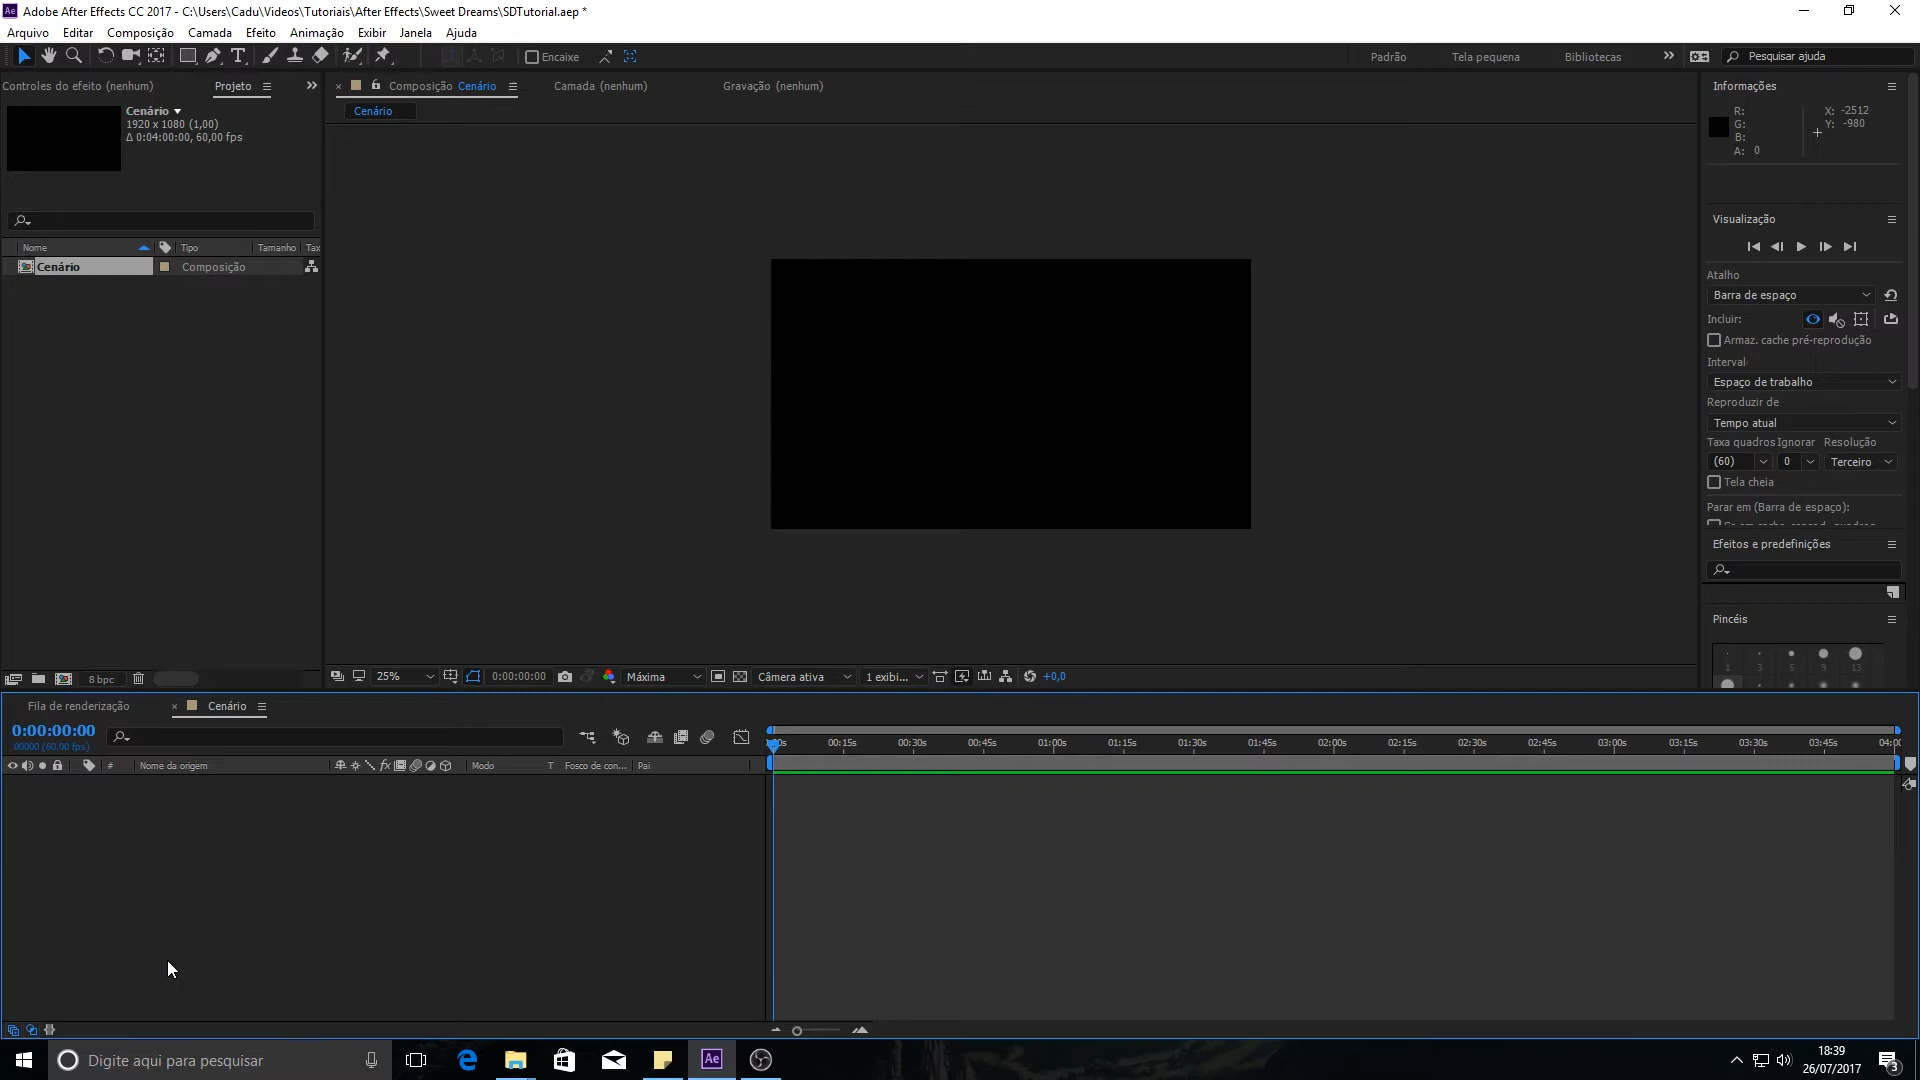 Adobe After Effects CC 2017 - C:\Users\Cadu\Videos\Tutoriais\After Effects\Sweet Dreams\SDTutorial.aep *
Arquivo Editar Composição Camada Efeito Animação Exibir Janela Ajuda
Encaixe Padrão Tela pequena Bibliotecas Pesquisar ajuda
Controles do efeito (nenhum) Projeto
Composição Cenário Camada (nenhum) Gravação (nenhum)
Cenário
Cenário
1920 x 1080 (1,00)
Δ 0:04:00:00, 60,00 fps
Nome Tipo Tamanho Tax
Cenário Composição
8 bpc
25% 0:00:00:00 Máxima Câmera ativa 1 exibi... +0,0
Informações
R: X: -2512
G: Y: -980
B:
A: 0
Visualização
Atalho
Barra de espaço
Incluir:
Armaz. cache pré-reprodução
Interval
Espaço de trabalho
Reproduzir de
Tempo atual
Taxa quadros Ignorar Resolução
(60) 0 Terceiro
Tela cheia
Parar em (Barra de espaço):
Efeitos e predefinições
Pincéis
1 3 5 9 13
Fila de renderização Cenário
0:00:00:00
00000 (60.00 fps)
00:15s 00:30s 00:45s 01:00s 01:15s 01:30s 01:45s 02:00s 02:15s 02:30s 02:45s 03:00s 03:15s 03:30s 03:45s 04:00
# Nome da origem Modo T Fosco de con... Pai
Digite aqui para pesquisar
Ae
18:39
26/07/2017
3